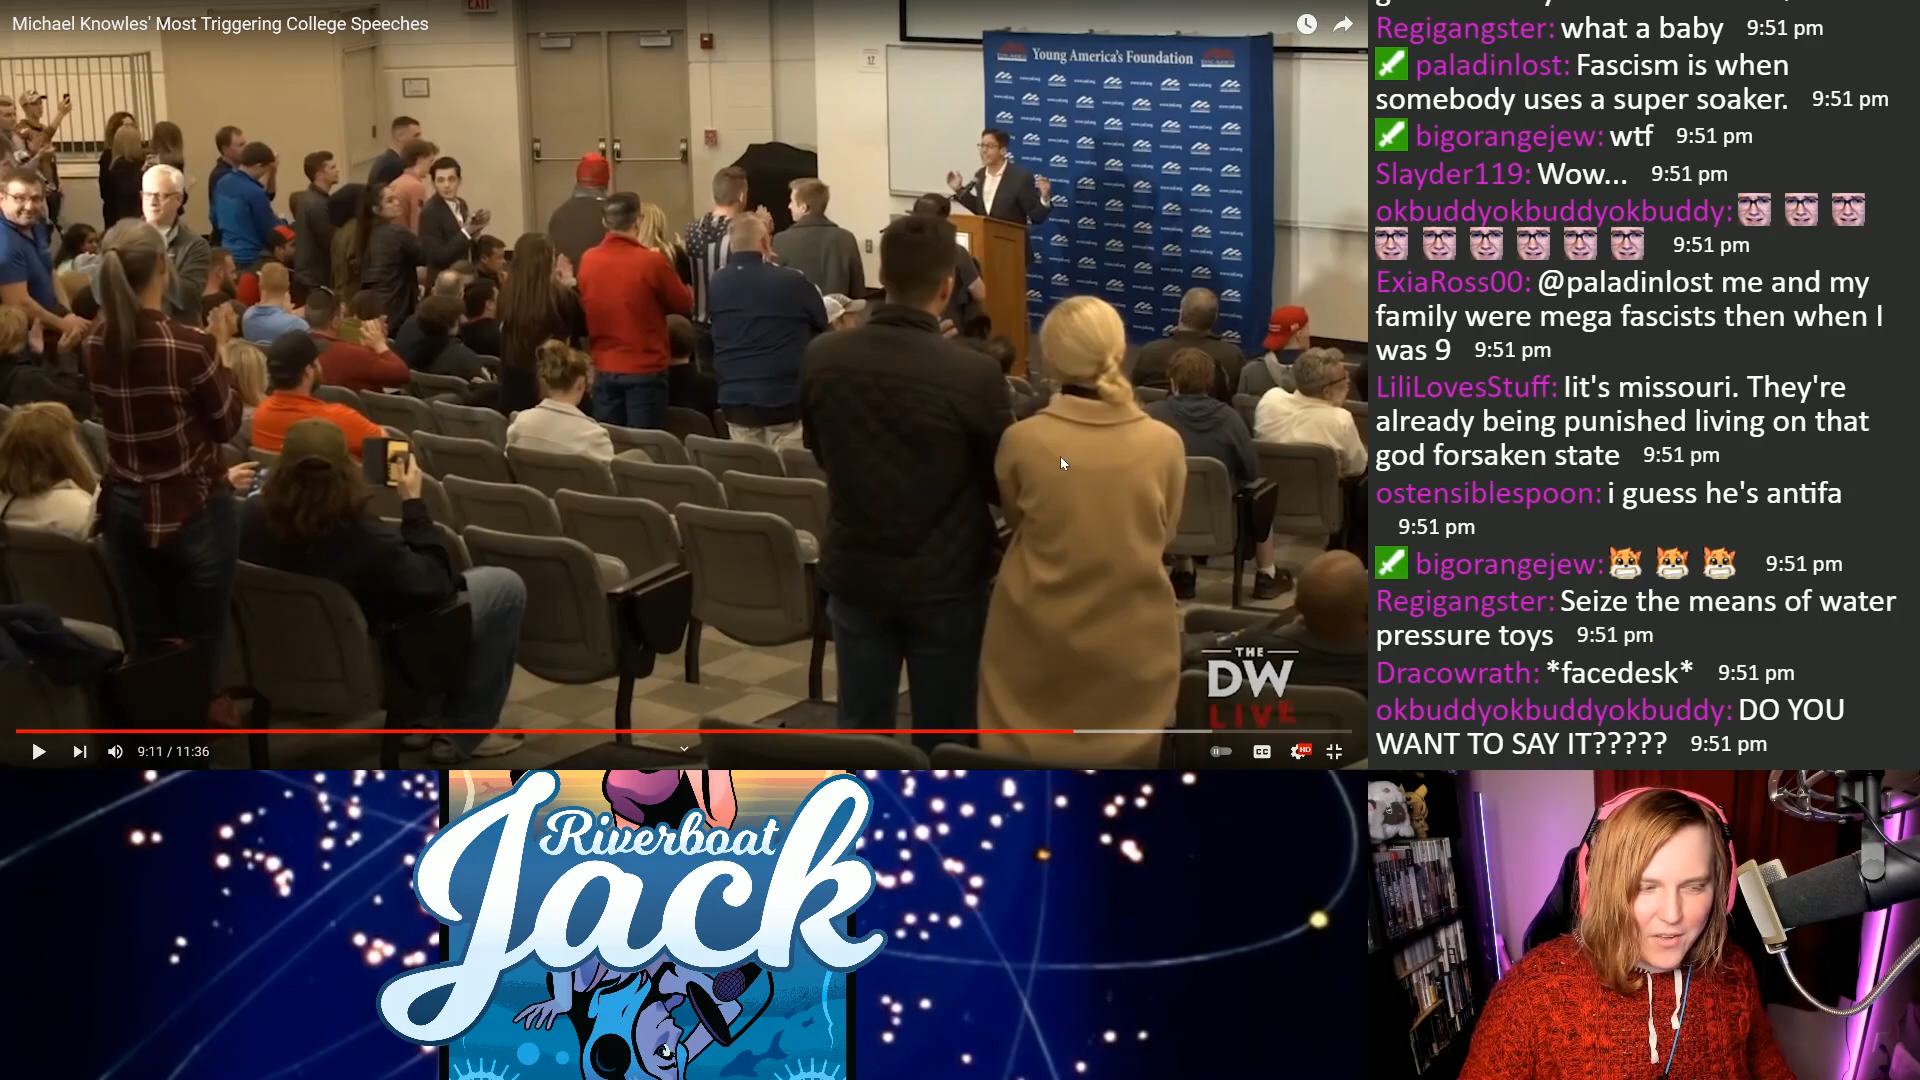 Michael Knowles' Most Triggering College Speeches
EXIT
17
Young America's Foundation
THE
DW
LIVE
9:11 / 11:36
CC
HD
Regigangster: what a baby 9:51 pm
paladinlost: Fascism is when
somebody uses a super soaker. 9:51 pm
bigorangejew: wtf 9:51 pm
Slayder119: Wow... 9:51 pm
okbuddyokbuddyokbuddy:
9:51 pm
ExiaRoss00: @paladinlost me and my
family were mega fascists then when I
was 9 9:51 pm
LiliLovesStuff: Iit's missouri. They're
already being punished living on that
god forsaken state 9:51 pm
ostensiblespoon: i guess he's antifa
9:51 pm
bigorangejew: 9:51 pm
Regigangster: Seize the means of water
pressure toys 9:51 pm
Dracowrath: *facedesk* 9:51 pm
okbuddyokbuddyokbuddy: DO YOU
WANT TO SAY IT????? 9:51 pm
Riverboat
Jack